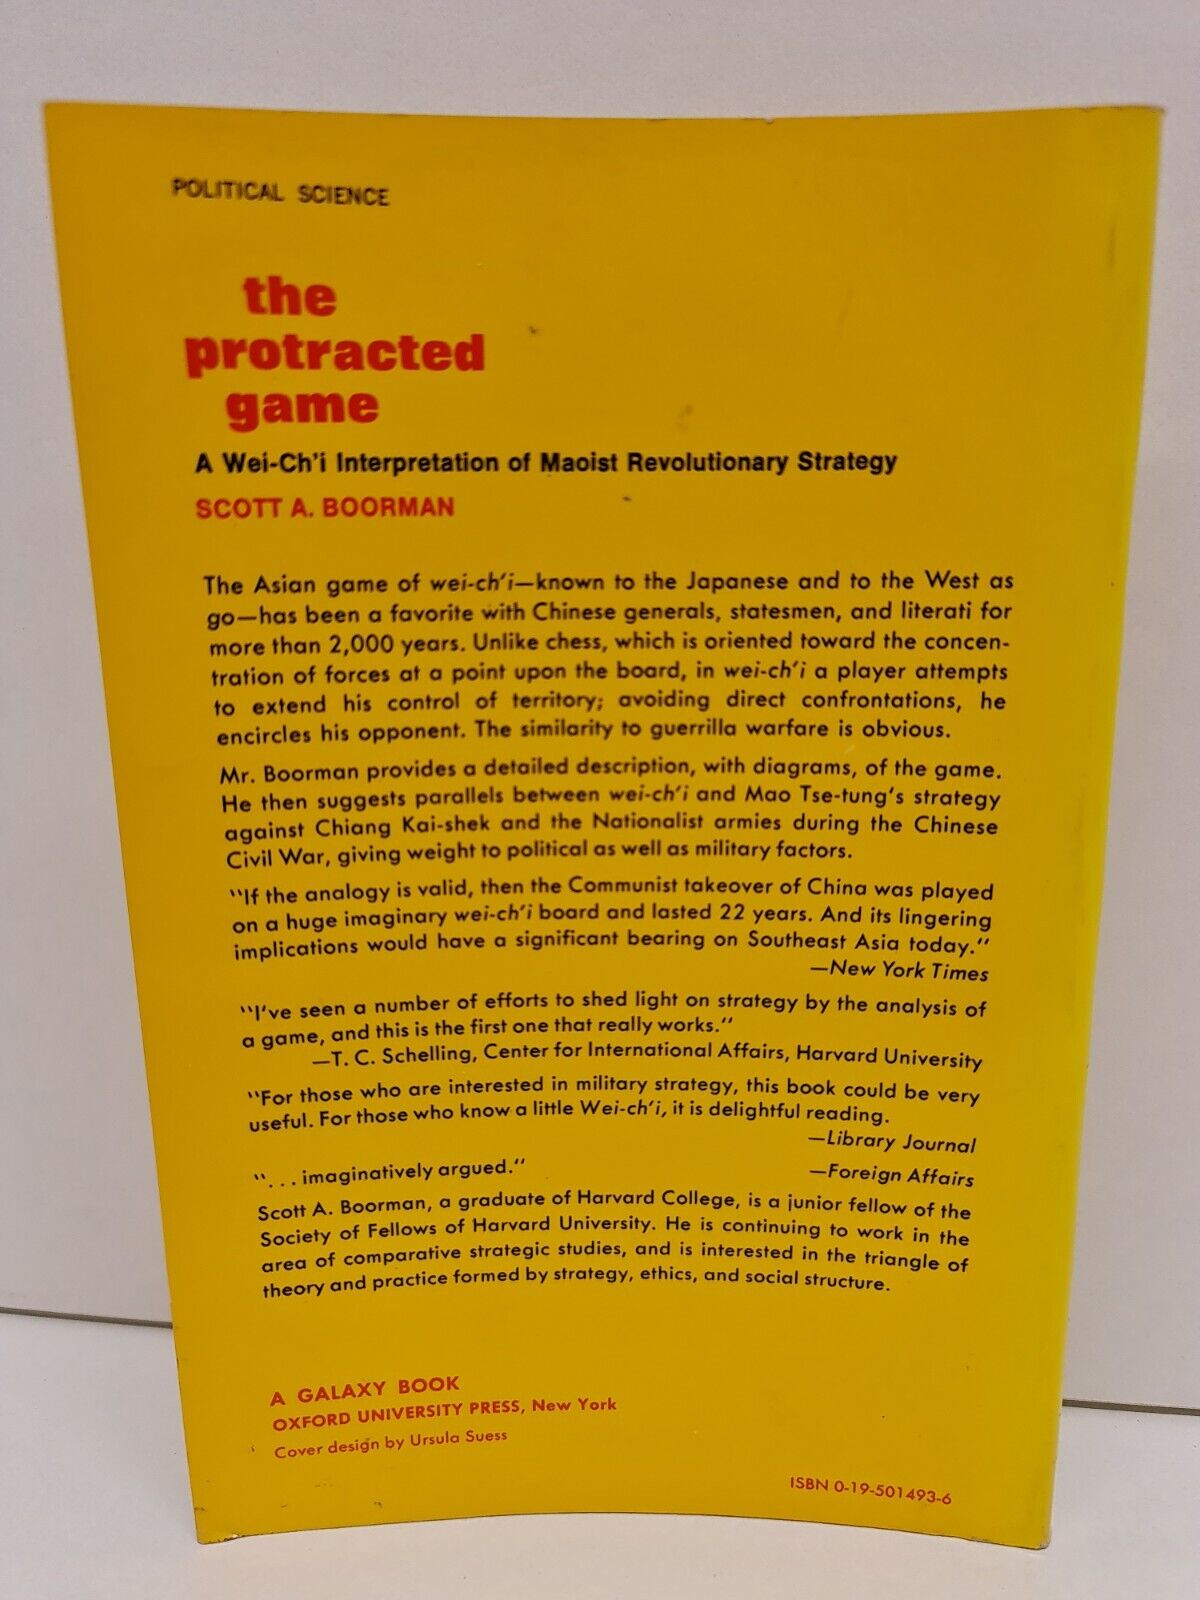 POLITICAL SCIENCE
the
protracted
game
A Wei-Ch'i Interpretation of Maoist Revolutionary Strategy
SCOTT A. BOORMAN
The Asian game of wei-ch'i—known to the Japanese and to the West as
go—has been a favorite with Chinese generals, statesmen, and literati for
more than 2,000 years. Unlike chess, which is oriented toward the concen-
tration of forces at a point upon the board, in wei-ch'i a player attempts
to extend his control of territory; avoiding direct confrontations, he
encircles his opponent. The similarity to guerrilla warfare is obvious.
Mr. Boorman provides a detailed description, with diagrams, of the game.
He then suggests parallels between wei-ch'i and Mao Tse-tung's strategy
against Chiang Kai-shek and the Nationalist armies during the Chinese
Civil War, giving weight to political as well as military factors.
"If the analogy is valid, then the Communist takeover of China was played
on a huge imaginary wei-ch'i board and lasted 22 years. And its lingering
implications would have a significant bearing on Southeast Asia today."
—New York Times
"I've seen a number of efforts to shed light on strategy by the analysis of
a game, and this is the first one that really works."
—T. C. Schelling, Center for International Affairs, Harvard University
"For those who are interested in military strategy, this book could be very
useful. For those who know a little Wei-ch'i, it is delightful reading.
—Library Journal
". . . imaginatively argued." —Foreign Affairs
Scott A. Boorman, a graduate of Harvard College, is a junior fellow of the
Society of Fellows of Harvard University. He is continuing to work in the
area of comparative strategic studies, and is interested in the triangle of
theory and practice formed by strategy, ethics, and social structure.
A GALAXY BOOK
OXFORD UNIVERSITY PRESS, New York
Cover design by Ursula Suess
ISBN 0-19-501493-6